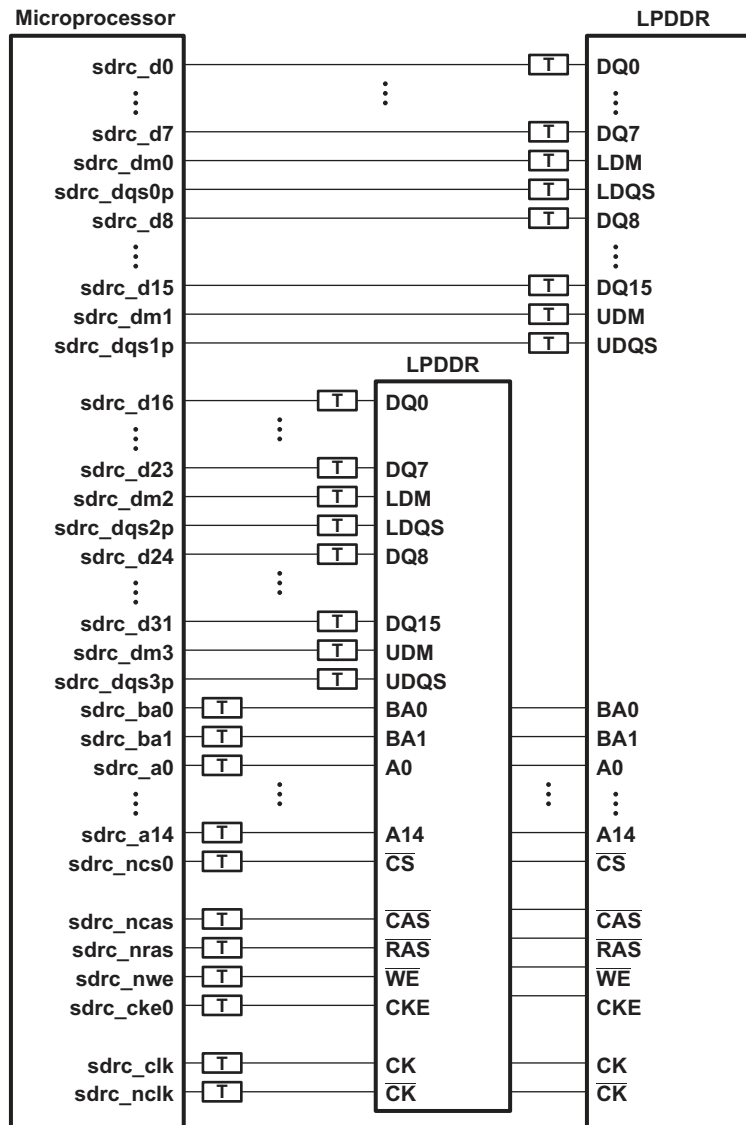 Microprocessor LPDDR
sdrc_d0 T DQ0
sdrc_d7 T DQ7
sdrc_dm0 T LDM
sdrc_dqs0p T LDQS
sdrc_d8 T DQ8
sdrc_d15 T DQ15
sdrc_dm1 T UDM
sdrc_dqs1p T UDQS
LPDDR
sdrc_d16 T DQ0
sdrc_d23 T DQ7
sdrc_dm2 T LDM
sdrc_dqs2p T LDQS
sdrc_d24 T DQ8
sdrc_d31 T DQ15
sdrc_dm3 T UDM
sdrc_dqs3p T UDQS
sdrc_ba0 T BA0 BA0
sdrc_ba1 T BA1 BA1
sdrc_a0 T A0 A0
sdrc_a14 T A14 A14
sdrc_ncs0 T CS CS
sdrc_ncas T CAS CAS
sdrc_nras T RAS RAS
sdrc_nwe T WE WE
sdrc_cke0 T CKE CKE
sdrc_clk T CK CK
sdrc_nclk T CK CK